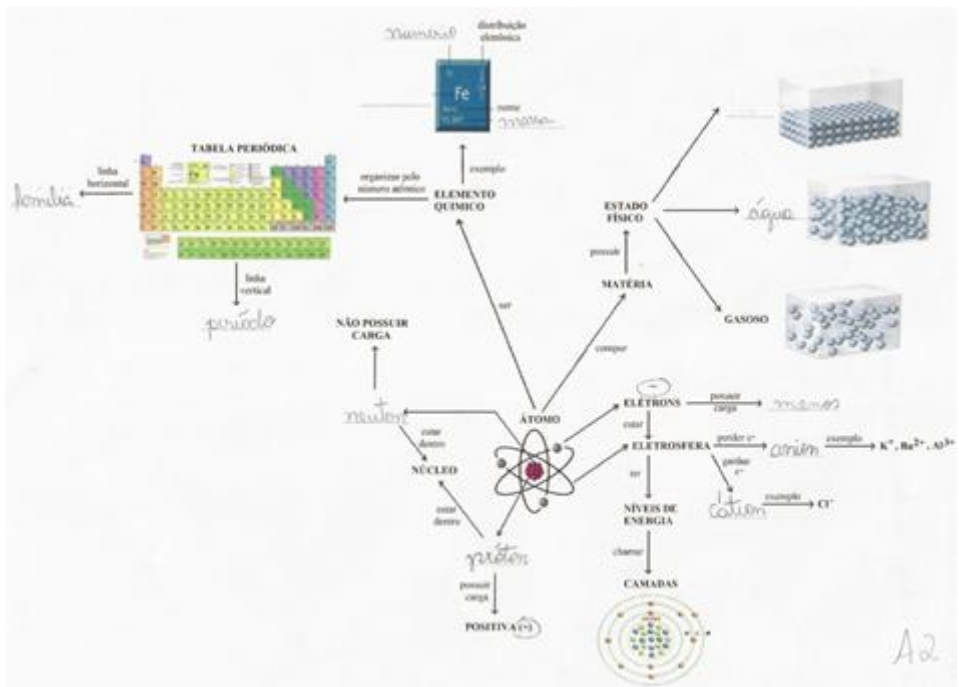 numero
distribuição
eletrônica
Fe
nome
massa
exemplo
TABELA PERIÓDICA
linha
horizontal
família
organizar pelo
número atômico
ELEMENTO
QUÍMICO
linha
vertical
período
ESTADO
FÍSICO
água
possuir
MATÉRIA
GASOSO
ser
compor
NÃO POSSUIR
CARGA
neutron
ÁTOMO
estar
dentro
NÚCLEO
estar
dentro
próton
possuir
carga
POSITIVA (+)
(-)
ELÉTRONS
possuir
carga
menos
estar
ELETROSFERA
perder e-
aniôn
exemplo
K+, Ba2+, Al3+
ganhar
e-
cátion
exemplo
Cl-
ter
NÍVEIS DE
ENERGIA
chamar
CAMADAS
A2